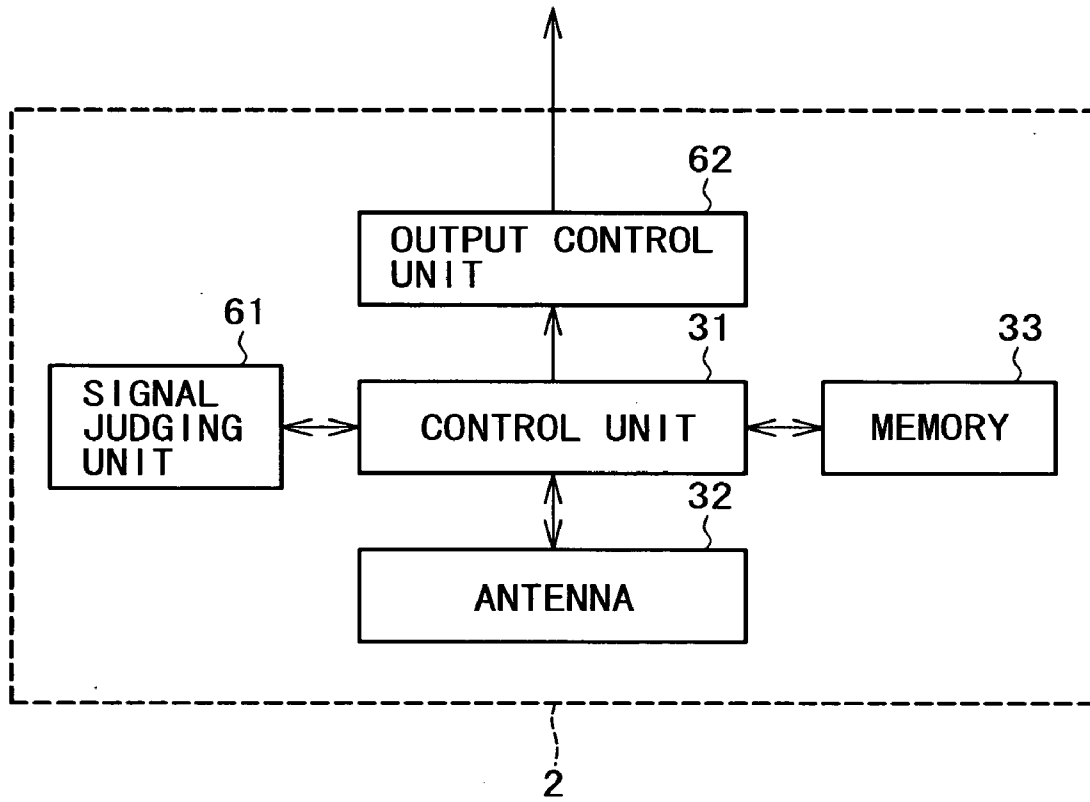 62
OUTPUT CONTROL
UNIT
61
31
33
SIGNAL
JUDGING
UNIT
CONTROL UNIT
MEMORY
32
ANTENNA
2